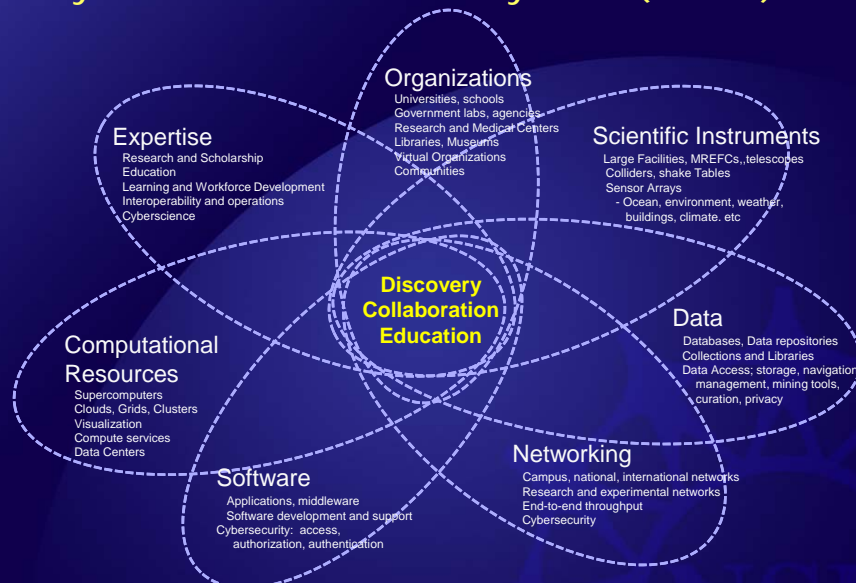 Organizations
Universities, schools
Government labs, agencies
Research and Medical Centers
Libraries, Museums
Virtual Organizations
Communities
Expertise
Research and Scholarship
Education
Learning and Workforce Development
Interoperability and operations
Cyberscience
Scientific Instruments
Large Facilities, MREFCs,,telescopes
Colliders, shake Tables
Sensor Arrays
- Ocean, environment, weather,
buildings, climate. etc
Discovery
Collaboration
Education
Data
Databases, Data repositories
Collections and Libraries
Data Access; storage, navigation
management, mining tools,
curation, privacy
Computational
Resources
Supercomputers
Clouds, Grids, Clusters
Visualization
Compute services
Data Centers
Networking
Campus, national, international networks
Research and experimental networks
End-to-end throughput
Cybersecurity
Software
Applications, middleware
Software development and support
Cybersecurity: access,
authorization, authentication